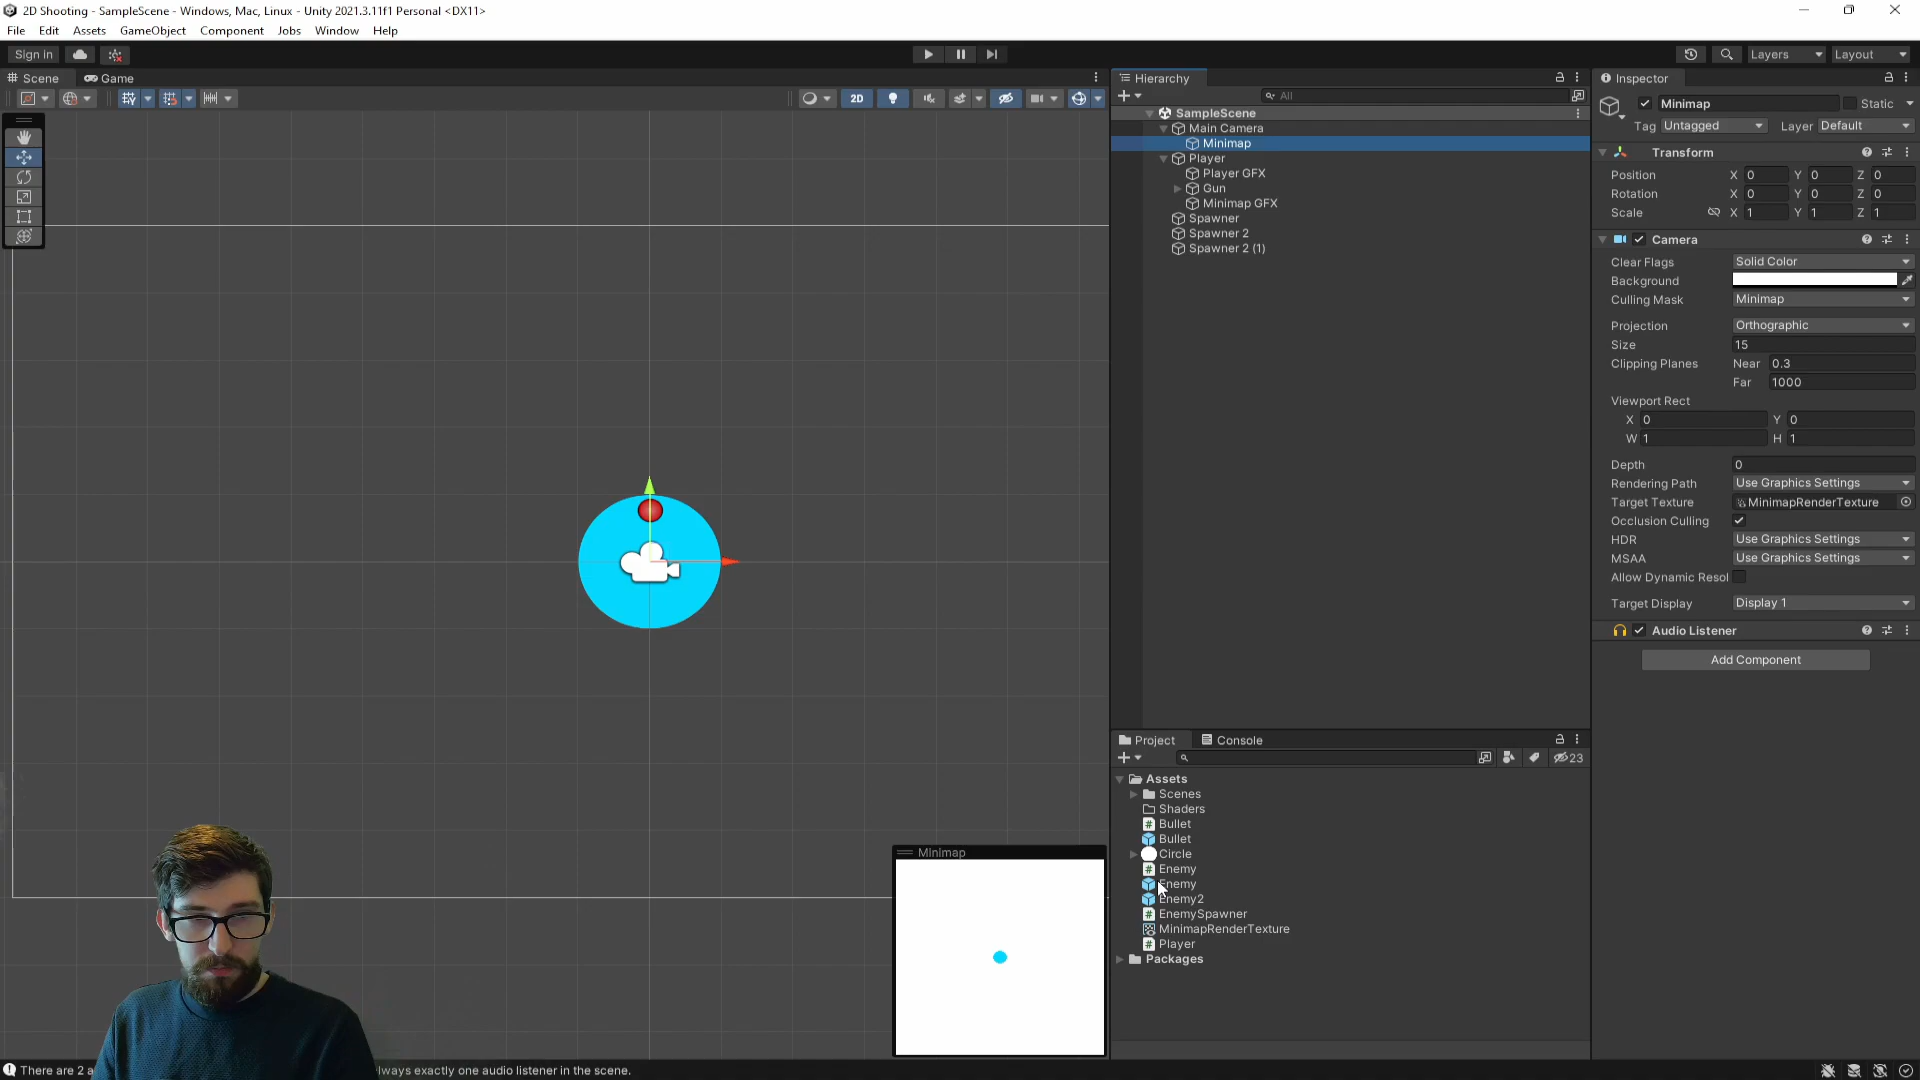 2D Shooting - SampleScene - Windows, Mac, Linux - Unity 2021.3.11f1 Personal <DX11>
File Edit Assets GameObject Component Jobs Window Help
Sign in
Layers Layout
Scene Game
2D
Minimap
Hierarchy
All
SampleScene
Main Camera
Minimap
Player
Player GFX
Gun
Minimap GFX
Spawner
Spawner 2
Spawner 2 (1)
Project Console
23
Assets
Scenes
Shaders
Bullet
Bullet
Circle
Enemy
Enemy
Enemy2
EnemySpawner
MinimapRenderTexture
Player
Packages
Inspector
Minimap Static
Tag Untagged Layer Default
Transform
Position X 0 Y 0 Z 0
Rotation X 0 Y 0 Z 0
Scale X 1 Y 1 Z 1
Camera
Clear Flags Solid Color
Background
Culling Mask Minimap
Projection Orthographic
Size 15
Clipping Planes Near 0.3
Far 1000
Viewport Rect
X 0 Y 0
W 1 H 1
Depth 0
Rendering Path Use Graphics Settings
Target Texture MinimapRenderTexture
Occlusion Culling
HDR Use Graphics Settings
MSAA Use Graphics Settings
Allow Dynamic Resol
Target Display Display 1
Audio Listener
Add Component
There are 2 a lways exactly one audio listener in the scene.